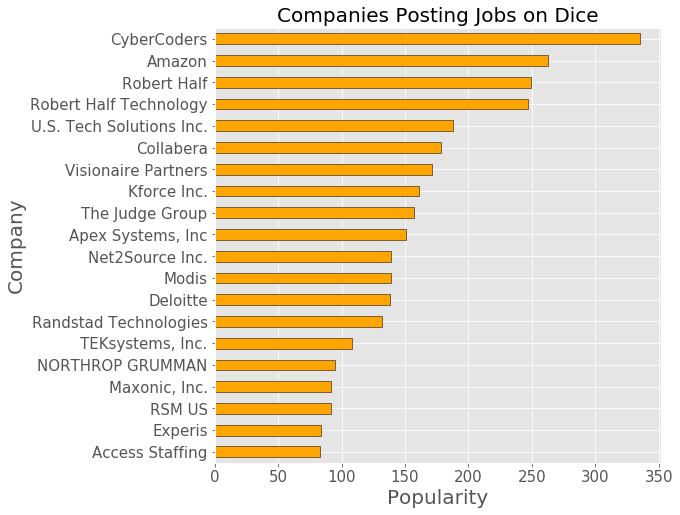 Companies Posting Jobs on Dice
CyberCoders
Amazon
Robert Half
Robert Half Technology
U.S. Tech Solutions Inc.
Collabera
Visionaire Partners
Kforce Inc.
The Judge Group
Apex Systems, Inc
Net2Source Inc.
Modis
Deloitte
Randstad Technologies
TEKsystems, Inc.
NORTHROP GRUMMAN
Maxonic, Inc.
RSM US
Experis
Access Staffing
Company
0 50 100 150 200 250 300 350
Popularity